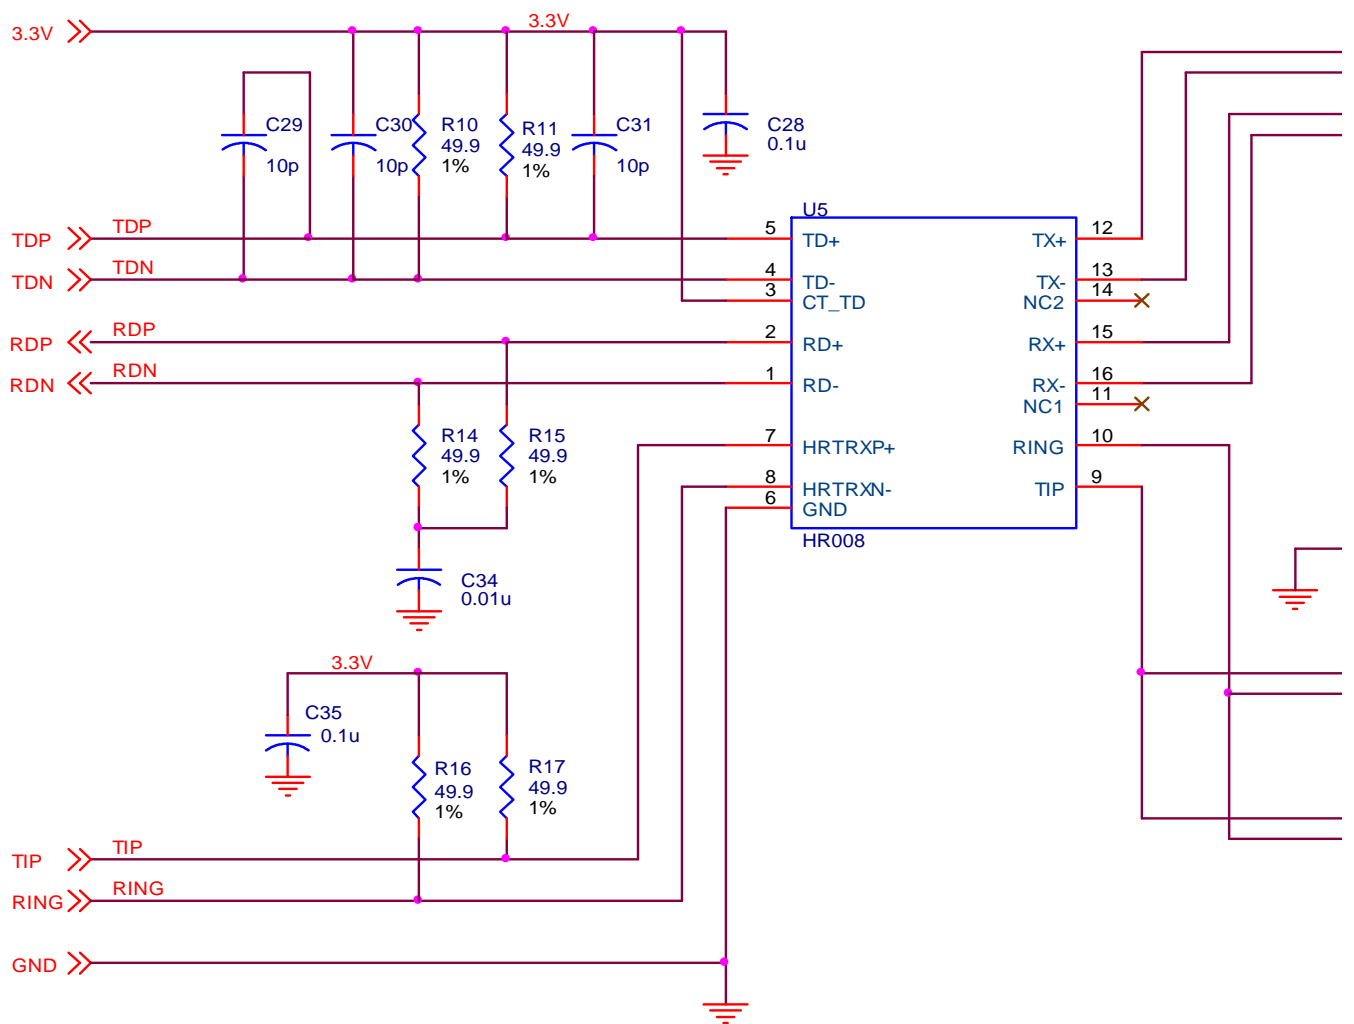 3.3V
3.3V
C29
10p
C30
10p
R10
49.9
1%
R11
49.9
1%
C31
10p
C28
0.1u
TDP
TDP
TDN
TDN
RDP
RDP
RDN
RDN
U5
5
TD+
4
TD-
3
CT_TD
2
RD+
1
RD-
7
HRTRXP+
8
HRTRXN-
6
GND
12
TX+
13
TX-
14
NC2
15
RX+
16
RX-
11
NC1
10
RING
9
TIP
HR008
R14
49.9
1%
R15
49.9
1%
C34
0.01u
3.3V
C35
0.1u
R16
49.9
1%
R17
49.9
1%
TIP
TIP
RING
RING
GND